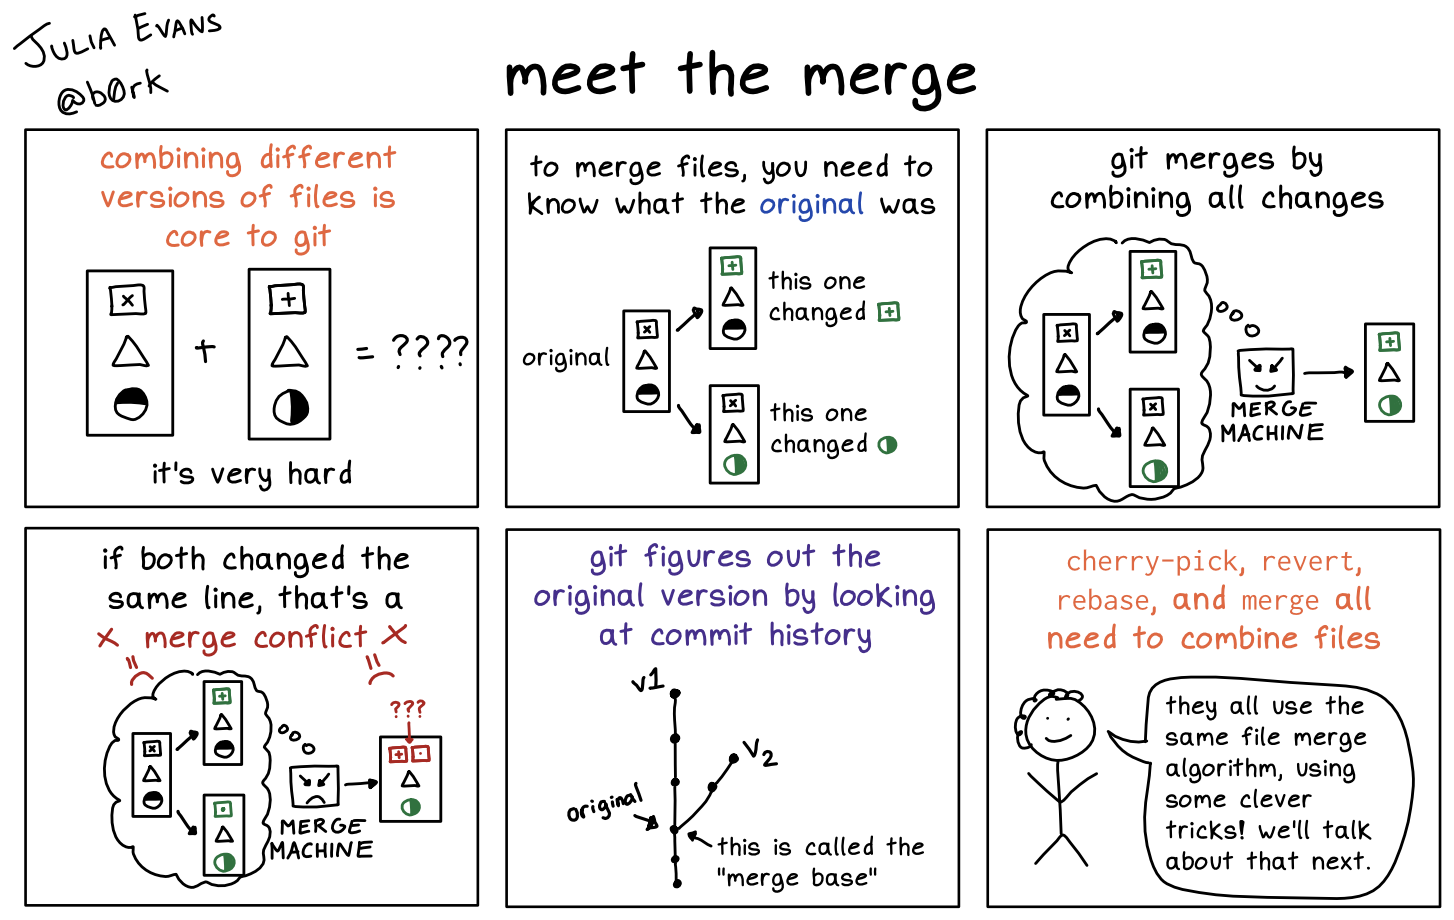 JULIA EVANS
@b0rk
meet the merge
combining different
versions of files is
core to git
+
= ????
it's very hard
to merge files, you need to
know what the original was
original
this one
changed
this one
changed
git merges by
combining all changes
MERGE
MACHINE
if both changed the
same line, that's a
x merge conflict x
???
MERGE
MACHINE
git figures out the
original version by looking
at commit history
v1
v2
original
this is called the
"merge base"
cherry-pick, revert,
rebase, and merge all
need to combine files
they all use the
same file merge
algorithm, using
some clever
tricks! we'll talk
about that next.